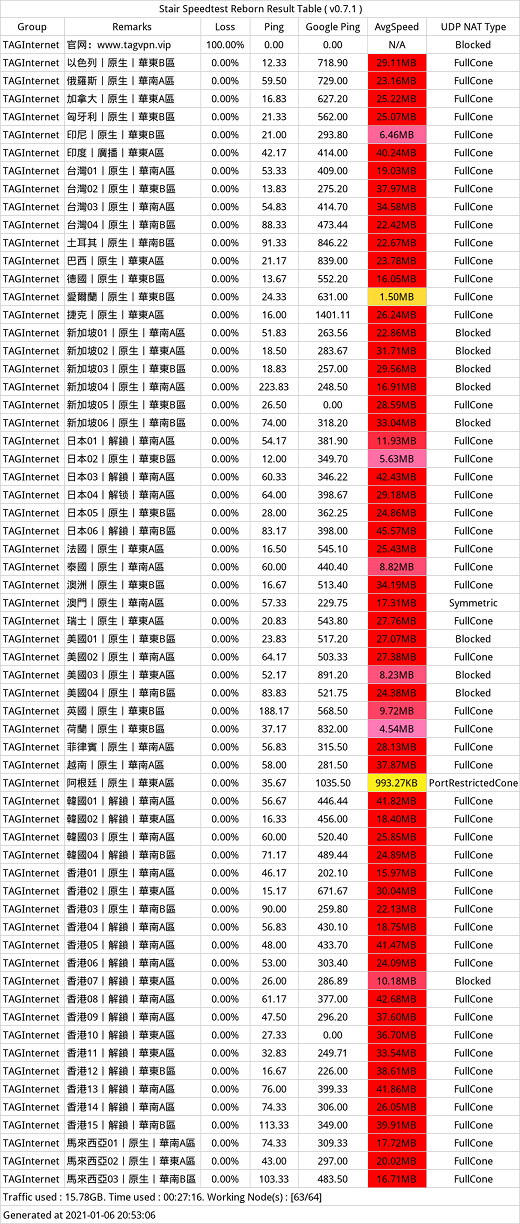 Stair Speedtest Reborn Result Table ( v0.7.1 )
Group Remarks Loss Ping Google Ping AvgSpeed UDP NAT Type
TAGInternet 官网：www.tagvpn.vip 100.00% 0.00 0.00 N/A Blocked
TAGInternet 以色列丨原生丨華東B區 0.00% 12.33 718.90 29.11MB FullCone
TAGInternet 俄羅斯丨原生丨華南A區 0.00% 59.50 729.00 23.16MB FullCone
TAGInternet 加拿大丨原生丨華東A區 0.00% 16.83 627.20 25.22MB FullCone
TAGInternet 匈牙利丨原生丨華東B區 0.00% 21.33 562.00 25.07MB FullCone
TAGInternet 印尼丨原生丨華東B區 0.00% 21.00 293.80 6.46MB FullCone
TAGInternet 印度丨廣播丨華東A區 0.00% 42.17 414.00 40.24MB FullCone
TAGInternet 台灣01丨原生丨華南A區 0.00% 53.33 409.00 19.03MB FullCone
TAGInternet 台灣02丨原生丨華東B區 0.00% 13.83 275.20 37.97MB FullCone
TAGInternet 台灣03丨原生丨華南A區 0.00% 54.83 414.70 34.58MB FullCone
TAGInternet 台灣04丨原生丨華南B區 0.00% 88.33 473.44 22.42MB FullCone
TAGInternet 土耳其丨原生丨華南B區 0.00% 91.33 846.22 22.67MB FullCone
TAGInternet 巴西丨原生丨華東A區 0.00% 21.17 839.00 23.78MB FullCone
TAGInternet 德國丨原生丨華東B區 0.00% 13.67 552.20 16.05MB FullCone
TAGInternet 愛爾蘭丨原生丨華東B區 0.00% 24.33 631.00 1.50MB FullCone
TAGInternet 捷克丨原生丨華東A區 0.00% 16.00 1401.11 26.24MB FullCone
TAGInternet 新加坡01丨原生丨華南A區 0.00% 51.83 263.56 22.86MB Blocked
TAGInternet 新加坡02丨原生丨華東A區 0.00% 18.50 283.67 31.71MB Blocked
TAGInternet 新加坡03丨原生丨華東B區 0.00% 18.83 257.00 29.56MB Blocked
TAGInternet 新加坡04丨原生丨華南A區 0.00% 223.83 248.50 16.91MB Blocked
TAGInternet 新加坡05丨原生丨華東B區 0.00% 26.50 0.00 28.59MB FullCone
TAGInternet 新加坡06丨原生丨華南B區 0.00% 74.00 318.20 33.04MB Blocked
TAGInternet 日本01丨解鎖丨華南A區 0.00% 54.17 381.90 11.93MB FullCone
TAGInternet 日本02丨原生丨華東B區 0.00% 12.00 349.70 5.63MB FullCone
TAGInternet 日本03丨解鎖丨華南A區 0.00% 60.33 346.22 42.43MB FullCone
TAGInternet 日本04丨解锁丨華南A區 0.00% 64.00 398.67 29.18MB FullCone
TAGInternet 日本05丨原生丨華東B區 0.00% 28.00 362.25 24.86MB FullCone
TAGInternet 日本06丨解鎖丨華南B區 0.00% 83.17 398.00 45.57MB FullCone
TAGInternet 法國丨原生丨華東A區 0.00% 16.50 545.10 25.43MB FullCone
TAGInternet 泰國丨原生丨華南A區 0.00% 60.00 440.40 8.82MB FullCone
TAGInternet 澳洲丨原生丨華東B區 0.00% 16.67 513.40 34.19MB FullCone
TAGInternet 澳門丨原生丨華南A區 0.00% 57.33 229.75 17.31MB Symmetric
TAGInternet 瑞士丨原生丨華東A區 0.00% 20.83 543.80 27.76MB FullCone
TAGInternet 美國01丨原生丨華東B區 0.00% 23.83 517.20 27.07MB Blocked
TAGInternet 美國02丨原生丨華南A區 0.00% 64.17 503.33 27.38MB FullCone
TAGInternet 美國03丨原生丨華東A區 0.00% 52.17 891.20 8.23MB Blocked
TAGInternet 美國04丨原生丨華南B區 0.00% 83.83 521.75 24.38MB Blocked
TAGInternet 英國丨原生丨華東B區 0.00% 188.17 568.50 9.72MB FullCone
TAGInternet 荷蘭丨原生丨華東B區 0.00% 37.17 832.00 4.54MB FullCone
TAGInternet 菲律賓丨原生丨華南A區 0.00% 56.83 315.50 28.13MB FullCone
TAGInternet 越南丨原生丨華南A區 0.00% 58.00 281.50 37.87MB FullCone
TAGInternet 阿根廷丨原生丨華東A區 0.00% 35.67 1035.50 993.27KB PortRestrictedCone
TAGInternet 韓國01丨解鎖丨華南A區 0.00% 56.67 446.44 41.82MB FullCone
TAGInternet 韓國02丨原生丨華東A區 0.00% 16.33 456.00 18.40MB FullCone
TAGInternet 韓國03丨原生丨華南A區 0.00% 60.00 520.40 25.85MB FullCone
TAGInternet 韓國04丨解鎖丨華南B區 0.00% 71.17 489.44 24.89MB FullCone
TAGInternet 香港01丨原生丨華南A區 0.00% 46.17 202.10 15.97MB FullCone
TAGInternet 香港02丨原生丨華東A區 0.00% 15.17 671.67 30.04MB FullCone
TAGInternet 香港03丨原生丨華南B區 0.00% 90.00 259.80 22.13MB FullCone
TAGInternet 香港04丨解鎖丨華南A區 0.00% 56.83 430.10 18.75MB FullCone
TAGInternet 香港05丨解鎖丨華南A區 0.00% 48.00 433.70 41.47MB FullCone
TAGInternet 香港06丨解鎖丨華南A區 0.00% 53.00 303.40 24.09MB FullCone
TAGInternet 香港07丨解鎖丨華東A區 0.00% 26.00 286.89 10.18MB Blocked
TAGInternet 香港08丨解鎖丨華南A區 0.00% 61.17 377.00 42.68MB FullCone
TAGInternet 香港09丨解鎖丨華南A區 0.00% 47.50 296.20 37.60MB FullCone
TAGInternet 香港10丨解鎖丨華東A區 0.00% 27.33 0.00 36.70MB FullCone
TAGInternet 香港11丨解鎖丨華東A區 0.00% 32.83 249.71 33.54MB FullCone
TAGInternet 香港12丨解鎖丨華東B區 0.00% 16.67 226.00 38.51MB FullCone
TAGInternet 香港13丨解鎖丨華南A區 0.00% 76.00 399.33 41.86MB FullCone
TAGInternet 香港14丨解鎖丨華南A區 0.00% 74.33 306.00 26.05MB FullCone
TAGInternet 香港15丨解鎖丨華南B區 0.00% 113.33 349.00 39.91MB FullCone
TAGInternet 馬來西亞01丨原生丨華南A區 0.00% 74.33 309.33 17.72MB FullCone
TAGInternet 馬來西亞02丨原生丨華東A區 0.00% 43.00 297.00 20.02MB FullCone
TAGInternet 馬來西亞03丨原生丨華南B區 0.00% 103.33 483.50 16.71MB FullCone
Traffic used : 15.78GB. Time used : 00:27:16. Working Node(s) : [63/64]
Generated at 2021-01-06 20:53:06